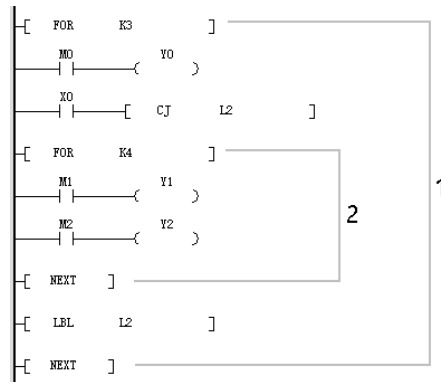 FOR K3
M0 Y0
X0
CJ L2
FOR K4
M1 Y1
M2 Y2
NEXT
LBL L2
NEXT
1
2